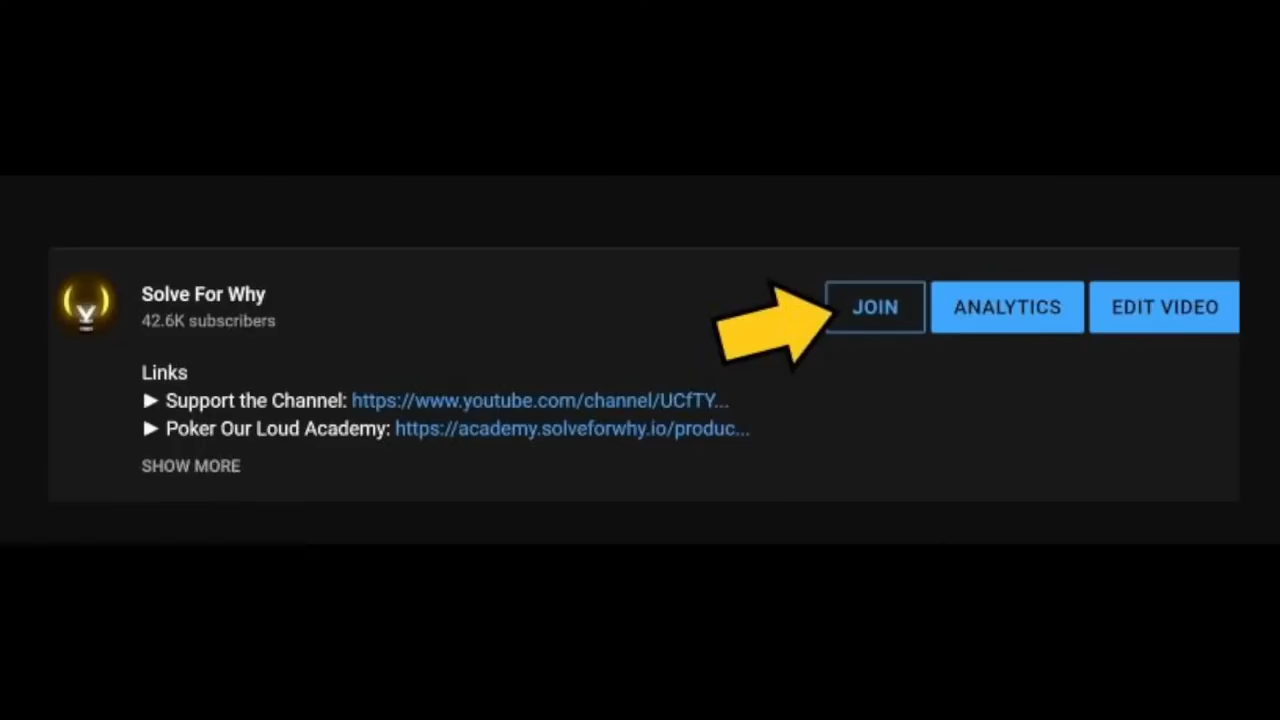 Solve For Why
42.6K subscribers
JOIN
ANALYTICS
EDIT VIDEO
Links
► Support the Channel: https://www.youtube.com/channel/UCfTY...
► Poker Our Loud Academy: https://academy.solveforwhy.io/produc...
SHOW MORE